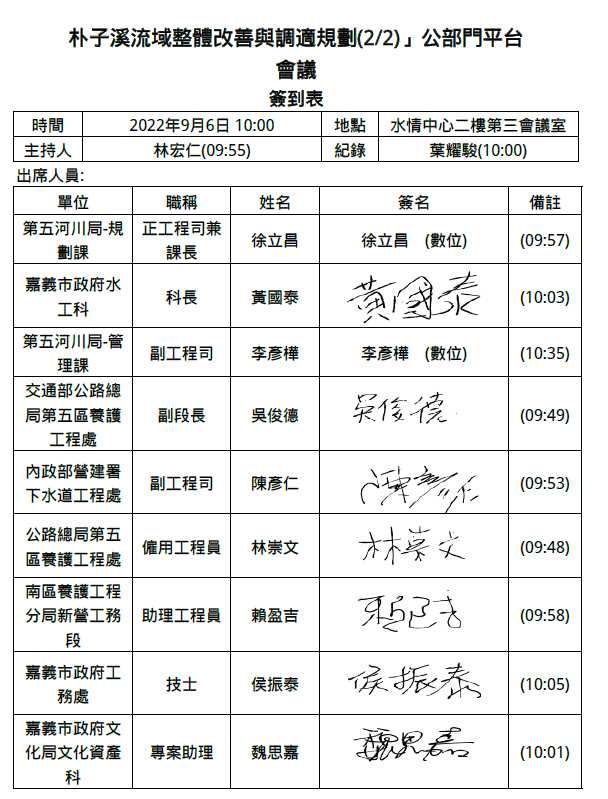 朴子溪流域整體改善與調適規劃(2/2)」公部門平台
會議
簽到表
時間 2022年9月6日 10:00 地點 水情中心二樓第三會議室
主持人 林宏仁(09:55) 紀錄 葉耀駿(10:00)
出席人員:
單位 職稱 姓名 簽名 備註
第五河川局-規
劃課
正工程司兼
課長
徐立昌 徐立昌 (數位) (09:57)
嘉義市政府水
工科
科長 黃國泰 黃國泰 (10:03)
第五河川局-管
理課
副工程司 李彥樺 李彥樺 (數位) (10:35)
交通部公路總
局第五區養護
工程處
副段長 吳俊德 吳俊德 (09:49)
內政部營建署
下水道工程處
副工程司 陳彥仁 陳彥仁 (09:53)
公路總局第五
區養護工程處
僱用工程員 林崇文 林崇文 (09:48)
南區養護工程
分局新營工務
段
助理工程員 賴盈吉 賴盈吉 (09:58)
嘉義市政府工
務處
技士 侯振泰 侯振泰 (10:05)
嘉義市政府文
化局文化資產
科
專案助理 魏思嘉 魏思嘉 (10:01)